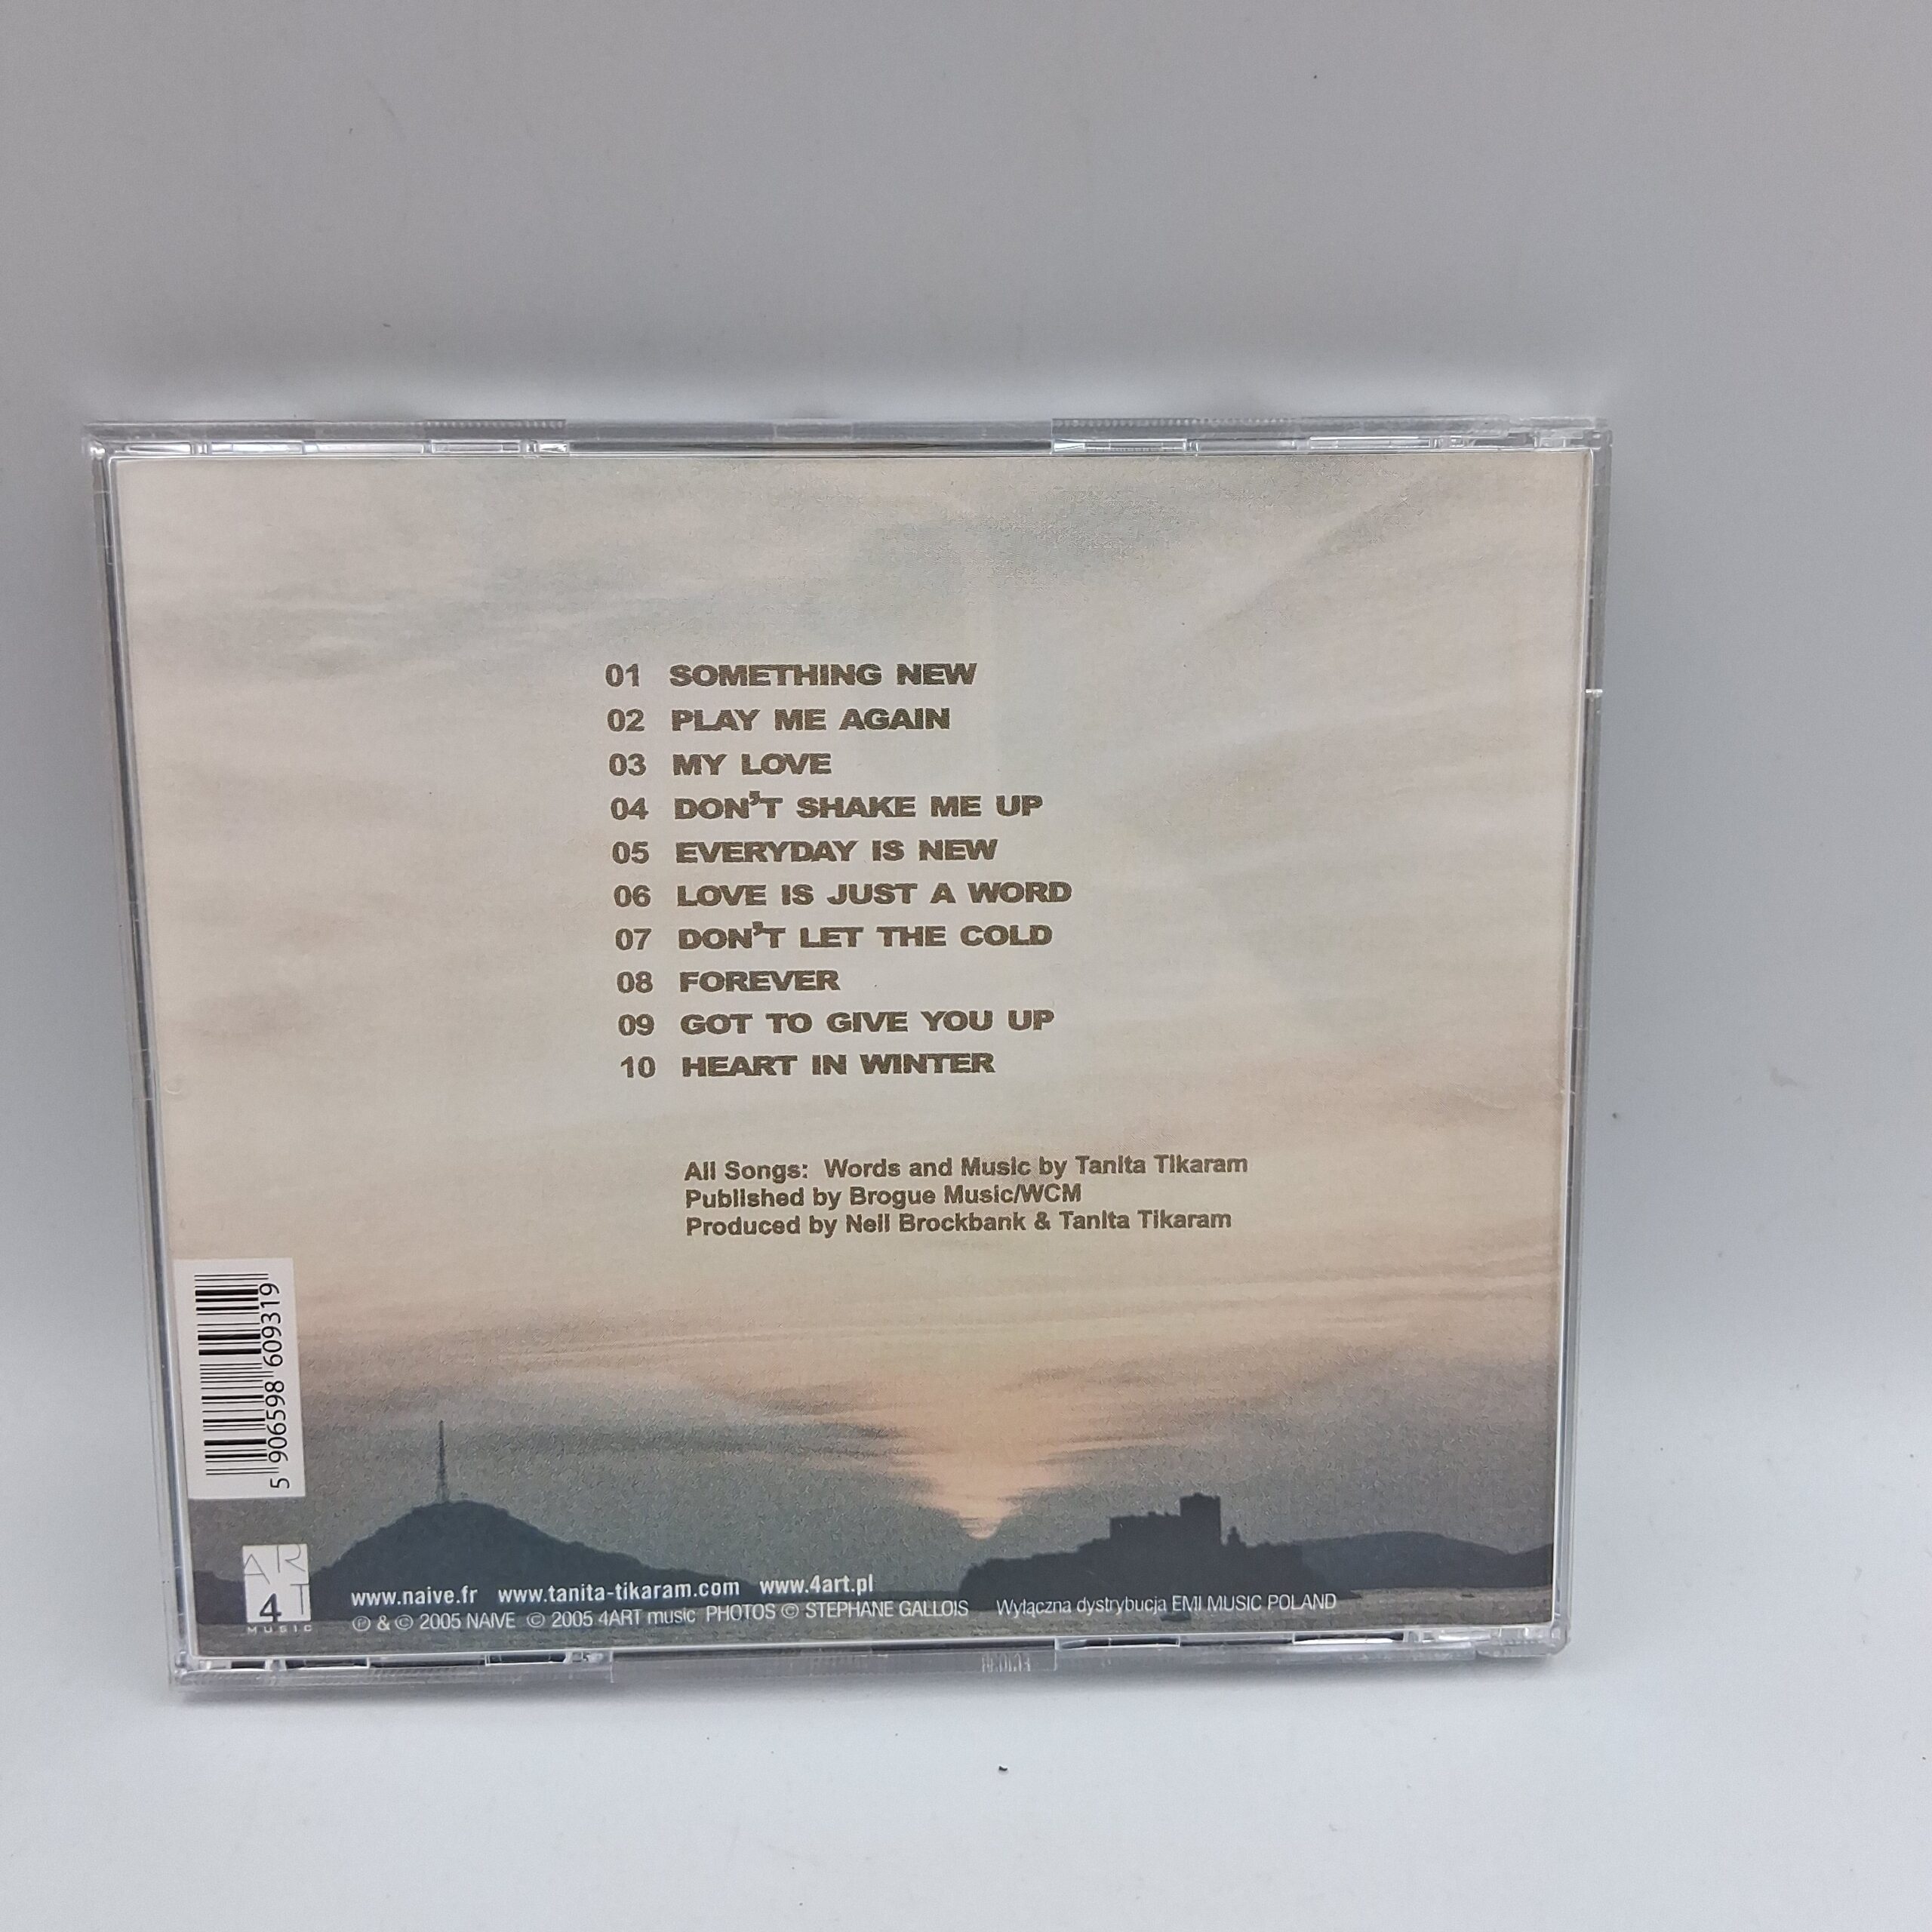 01 SOMETHING NEW
02 PLAY ME AGAIN
03 MY LOVE
04 DON'T SHAKE ME UP
05 EVERYDAY IS NEW
06 LOVE IS JUST A WORD
07 DON'T LET THE COLD
08 FOREVER
09 GOT TO GIVE YOU UP
10 HEART IN WINTER
All Songs: Words and Music by Tanita Tikaram
Published by Brogue Music/WCM
Produced by Neil Brockbank & Tanita Tikaram
5 906598 609319
ART
4
MUSIC
www.naive.fr www.tanita-tikaram.com www.4art.pl
℗ & © 2005 NAIVE © 2005 4ART music PHOTOS © STEPHANE GALLOIS Wyłączna dystrybucja EMI MUSIC POLAND